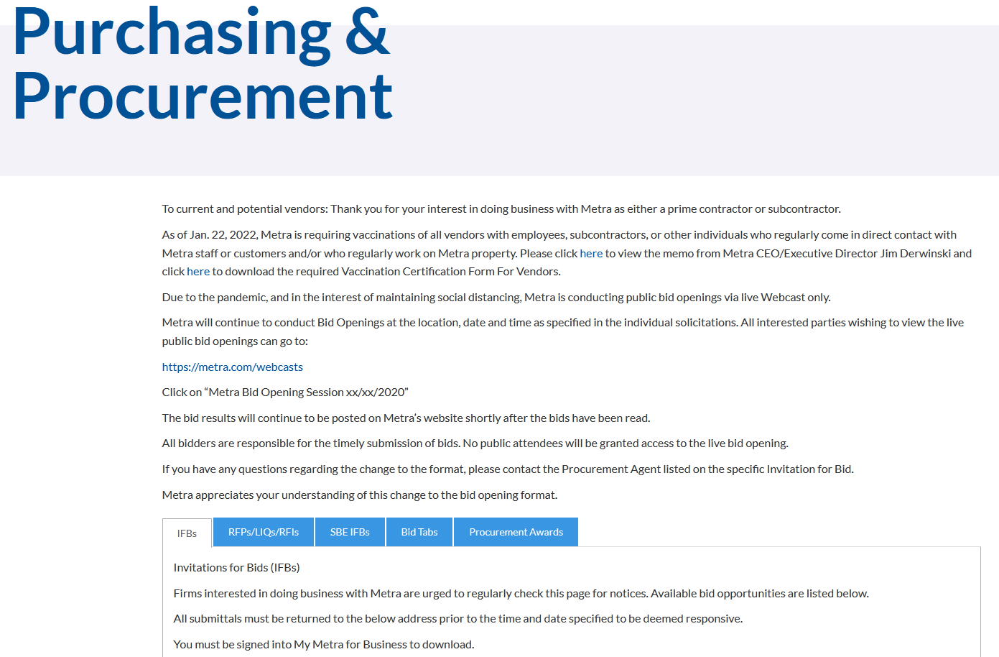 Purchasing &
Procurement
To current and potential vendors: Thank you for your interest in doing business with Metra as either a prime contractor or subcontractor.
As of Jan. 22, 2022, Metra is requiring vaccinations of all vendors with employees, subcontractors, or other individuals who regularly come in direct contact with
Metra staff or customers and/or who regularly work on Metra property. Please click here to view the memo from Metra CEO/Executive Director Jim Derwinski and
click here to download the required Vaccination Certification Form For Vendors.
Due to the pandemic, and in the interest of maintaining social distancing, Metra is conducting public bid openings via live Webcast only.
Metra will continue to conduct Bid Openings at the location, date and time as specified in the individual solicitations. All interested parties wishing to view the live
public bid openings can go to:
https://metra.com/webcasts
Click on “Metra Bid Opening Session xx/xx/2020”
The bid results will continue to be posted on Metra’s website shortly after the bids have been read.
All bidders are responsible for the timely submission of bids. No public attendees will be granted access to the live bid opening.
If you have any questions regarding the change to the format, please contact the Procurement Agent listed on the specific Invitation for Bid.
Metra appreciates your understanding of this change to the bid opening format.
IFBs RFPs/LIQs/RFIs SBE IFBs Bid Tabs Procurement Awards
Invitations for Bids (IFBs)
Firms interested in doing business with Metra are urged to regularly check this page for notices. Available bid opportunities are listed below.
All submittals must be returned to the below address prior to the time and date specified to be deemed responsive.
You must be signed into My Metra for Business to download.